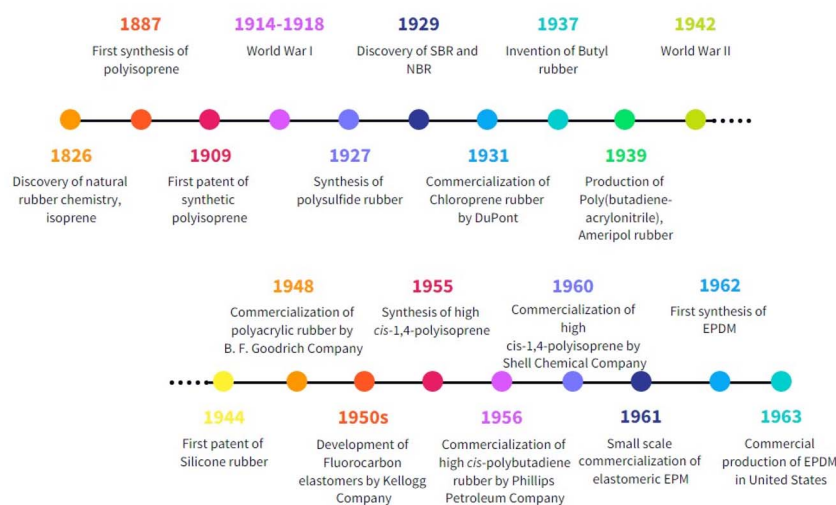 1887
First synthesis of
polyisoprene
1914-1918
World War I
1929
Discovery of SBR and
NBR
1937
Invention of Butyl
rubber
1942
World War II
1826
Discovery of natural
rubber chemistry,
isoprene
1909
First patent of
synthetic
polyisoprene
1927
Synthesis of
polysulfide rubber
1931
Commercialization of
Chloroprene rubber
by DuPont
1939
Production of
Poly(butadiene-
acrylonitrile),
Ameripol rubber
1948
Commercialization of
polyacrylic rubber by
B. F. Goodrich Company
1955
Synthesis of high
cis-1,4-polyisoprene
1960
Commercialization of
high
cis-1,4-polyisoprene by
Shell Chemical Company
1962
First synthesis of
EPDM
1944
First patent of
Silicone rubber
1950s
Development of
Fluorocarbon
elastomers by Kellogg
Company
1956
Commercialization of
high cis-polybutadiene
rubber by Phillips
Petroleum Company
1961
Small scale
commercialization of
elastomeric EPM
1963
Commercial
production of EPDM
in United States